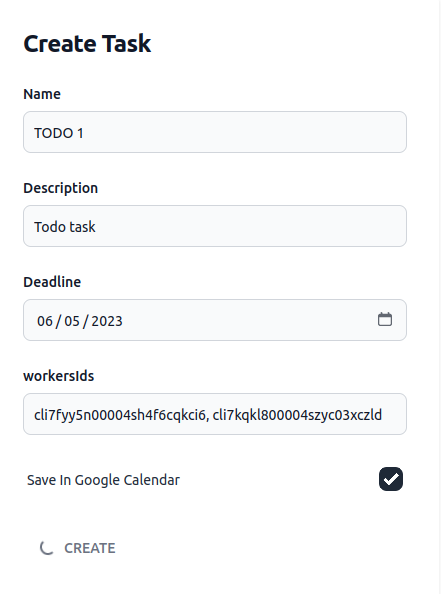 Create Task
Name
TODO 1
Description
Todo task
Deadline
06 / 05 / 2023
workersIds
cli7fyy5n00004sh4f6cqkci6, cli7kqkl800004szyc03xczld
Save In Google Calendar
CREATE